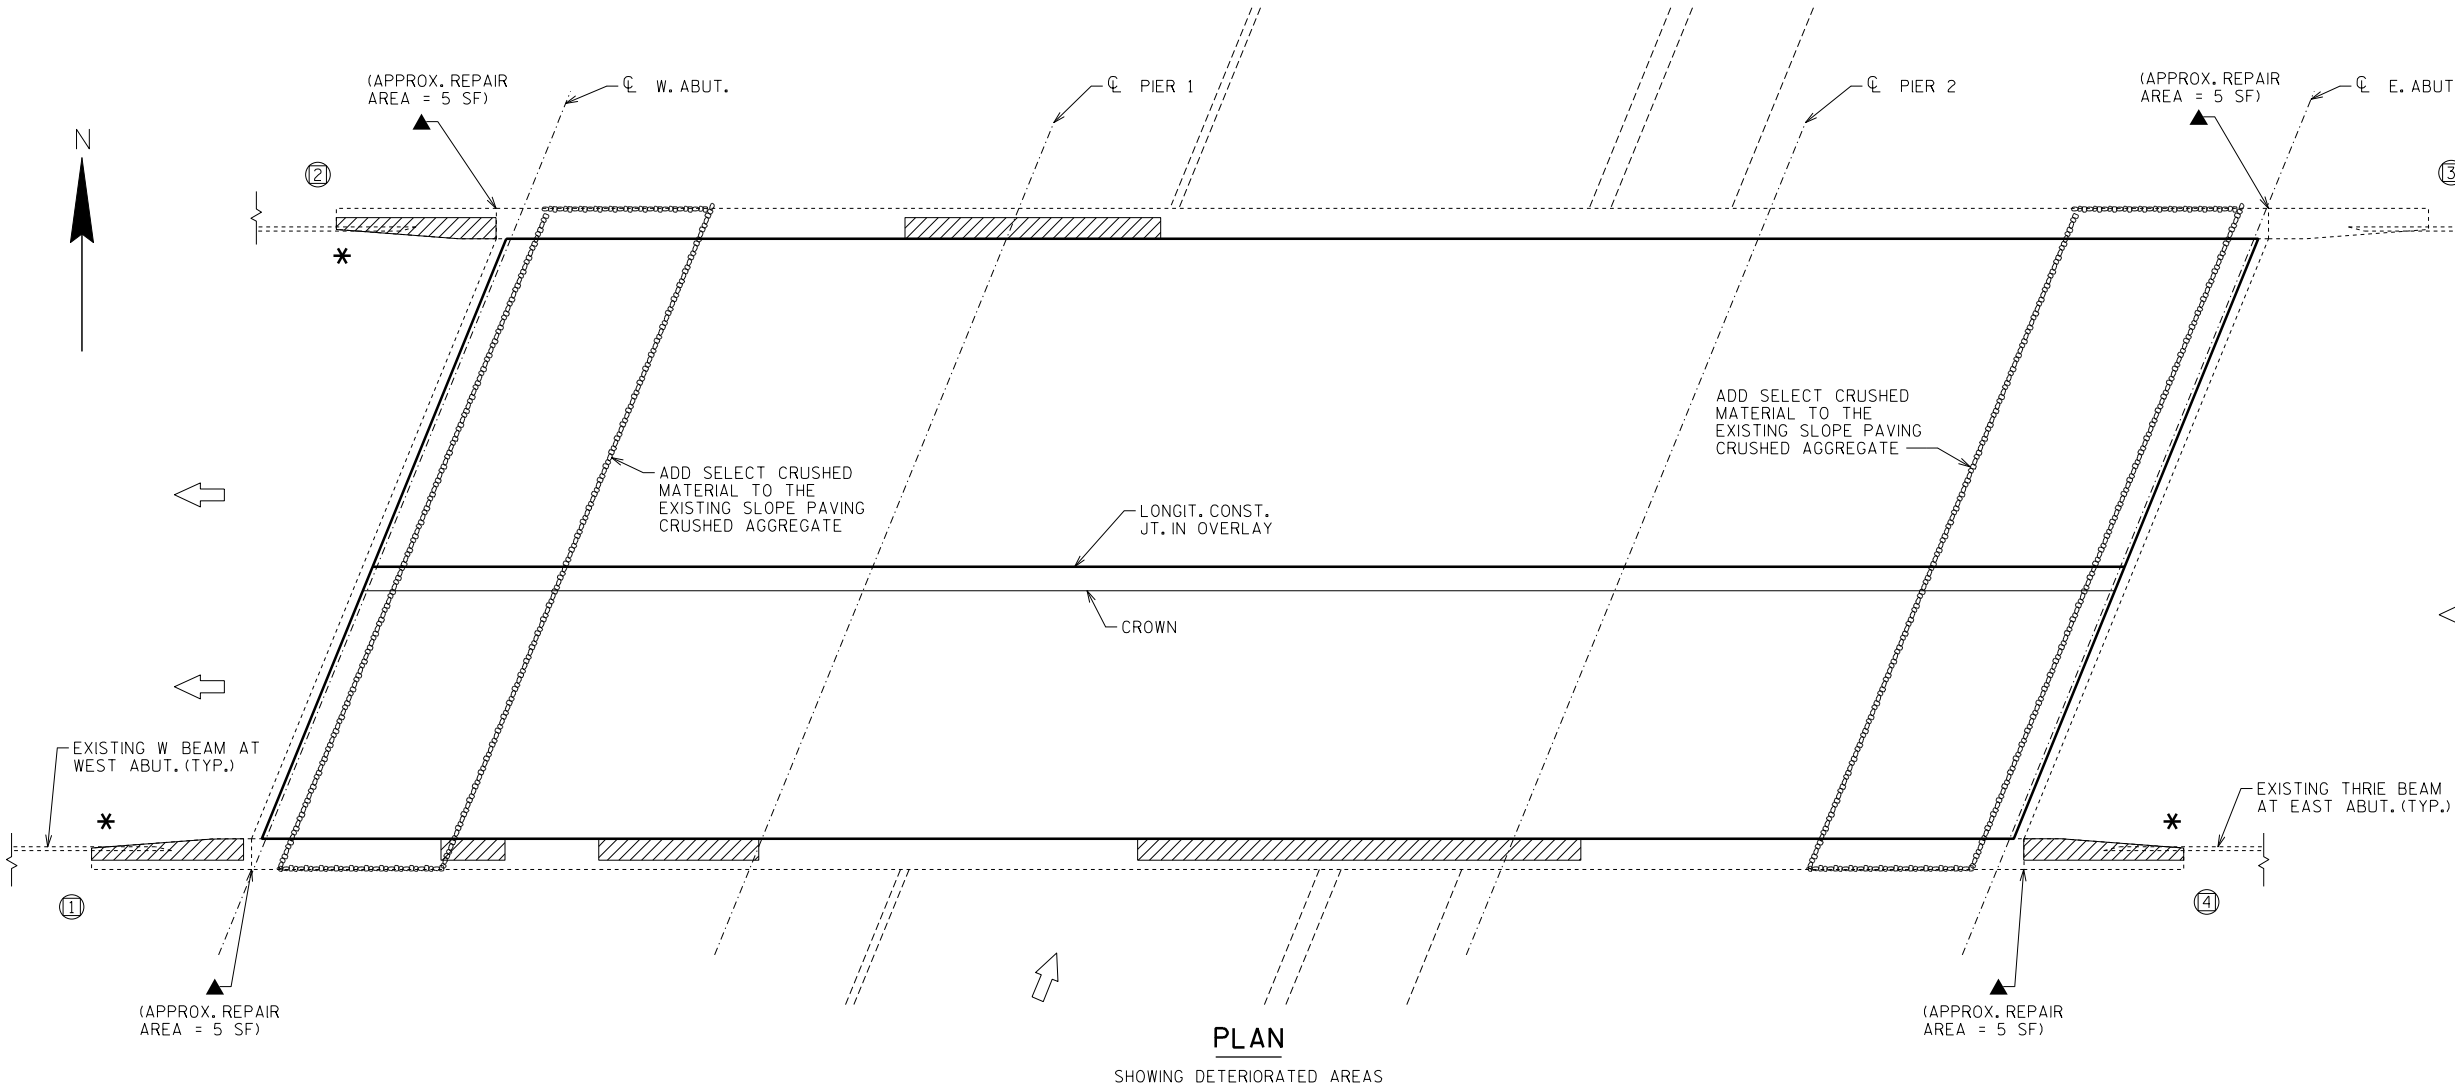 (APPROX. REPAIR
AREA = 5 SF)
℄ W. ABUT.
℄ PIER 1
℄ PIER 2
(APPROX. REPAIR
AREA = 5 SF)
℄ E. ABUT
N
2
3
*
ADD SELECT CRUSHED
MATERIAL TO THE
EXISTING SLOPE PAVING
CRUSHED AGGREGATE
ADD SELECT CRUSHED
MATERIAL TO THE
EXISTING SLOPE PAVING
CRUSHED AGGREGATE
LONGIT. CONST.
JT. IN OVERLAY
CROWN
EXISTING W BEAM AT
WEST ABUT. (TYP.)
EXISTING THRIE BEAM
AT EAST ABUT. (TYP.)
*
*
1
4
(APPROX. REPAIR
AREA = 5 SF)
(APPROX. REPAIR
AREA = 5 SF)
PLAN
SHOWING DETERIORATED AREAS